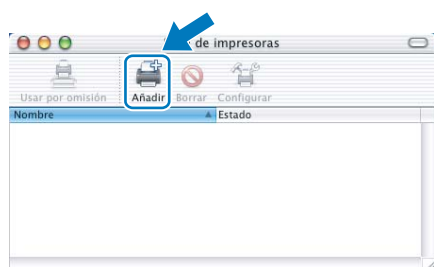 de impresoras
Usar por omisión Añadir Borrar Configurar
Nombre Estado